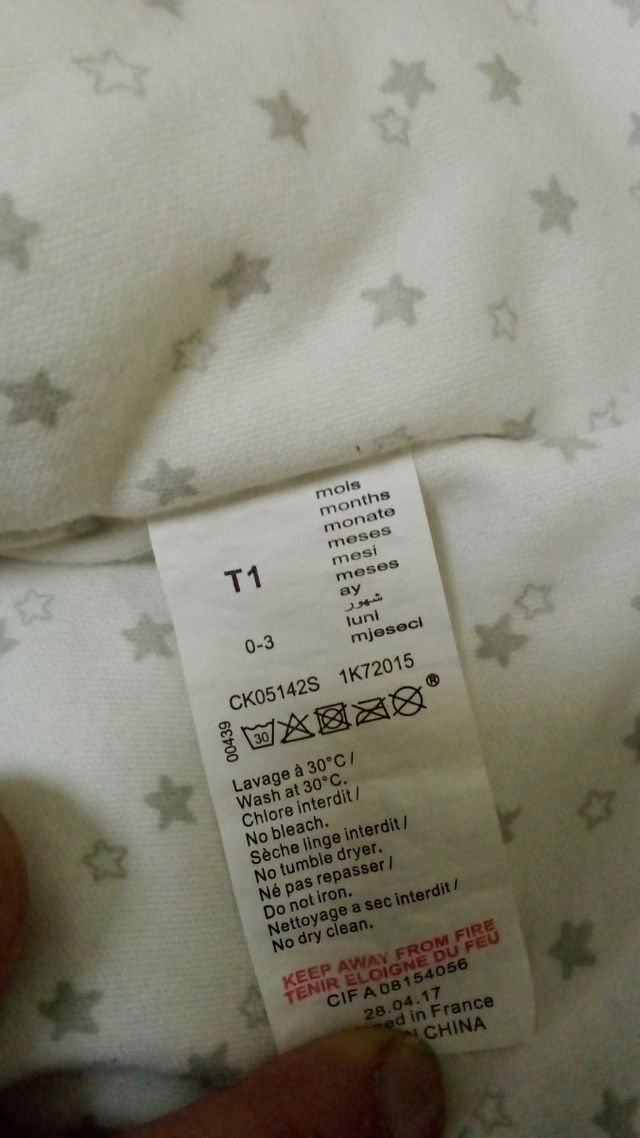 mois
months
monate
meses
mesi
meses
ay
شهور
luni
mjeseci
T1
0-3
CK05142S 1K72015
00439
30
®
Lavage à 30°C /
Wash at 30°C.
Chlore interdit /
No bleach.
Sèche linge interdit /
No tumble dryer.
Né pas repasser /
Do not iron.
Nettoyage a sec interdit /
No dry clean.
KEEP AWAY FROM FIRE
TENIR ELOIGNE DU FEU
CIF A 08154056
28.04.17
in France
CHINA